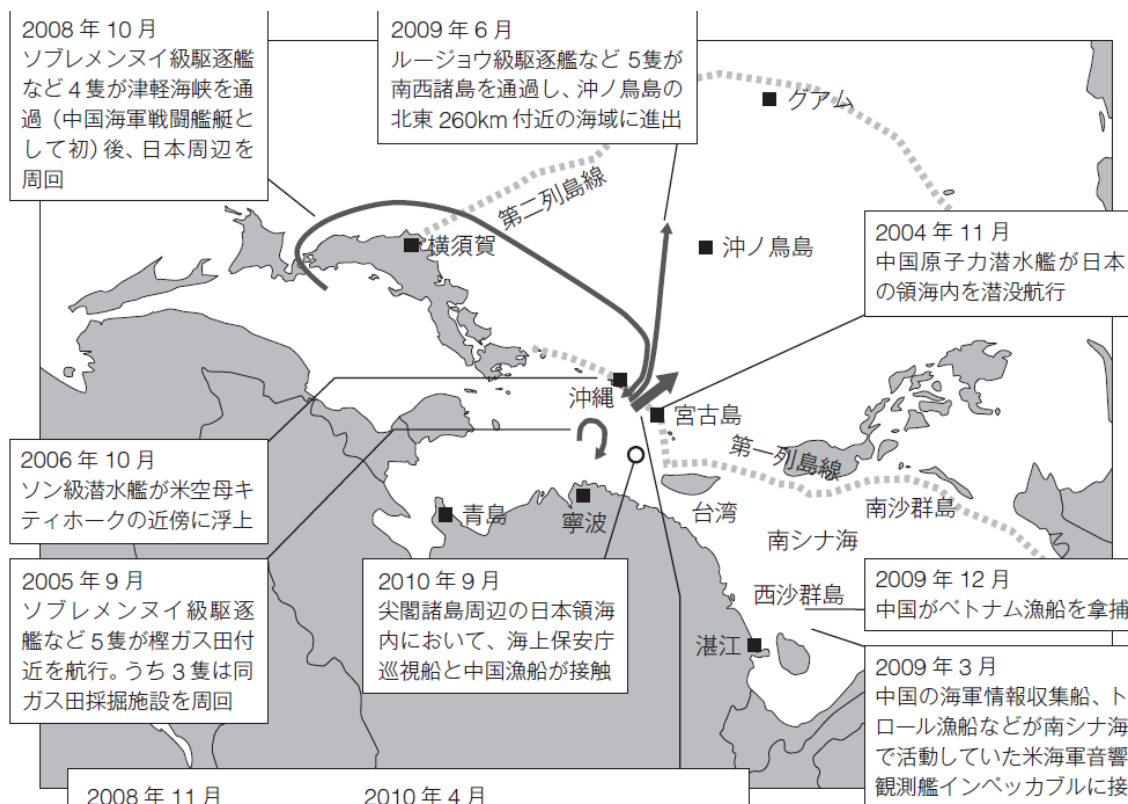 2008年10月
ソブレメンヌイ級駆逐艦
など4隻が津軽海峡を通
過（中国海軍戦闘艦艇と
して初）後、日本周辺を
周回
2009年6月
ルージョウ級駆逐艦など 5隻が
南西諸島を通過し、沖ノ鳥島の
北東 260km 付近の海域に進出
グアム
第二列島線
横須賀
沖ノ鳥島
2004年11月
中国原子力潜水艦が日本
の領海内を潜没航行
沖縄
宮古島
第一列島線
2006年10月
ソン級潜水艦が米空母キ
ティホークの近傍に浮上
青島
寧波
台湾
南沙群島
南シナ海
西沙群島
湛江
2005年9月
ソブレメンヌイ級駆逐
艦など5隻が樫ガス田付
近を航行。うち3隻は同
ガス田採掘施設を周回
2010年9月
尖閣諸島周辺の日本領海
内において、海上保安庁
巡視船と中国漁船が接触
2009年12月
中国がベトナム漁船を拿捕
2009年3月
中国の海軍情報収集船、ト
ロール漁船などが南シナ海
で活動していた米海軍音響
観測艦インペッカブルに接
2008年11月
2010年4月